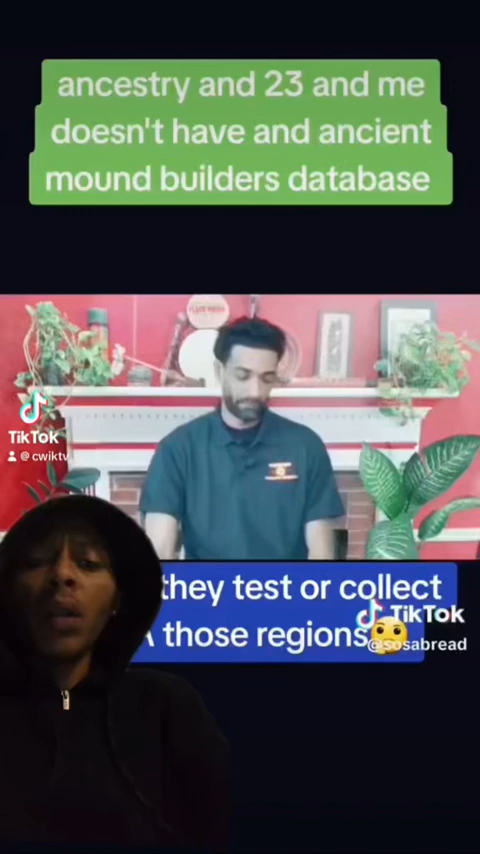 ancestry and 23 and me
doesn't have and ancient
mound builders database
TikTok
@cwiktv
they test or collect
those regions
TikTok
@sosabread